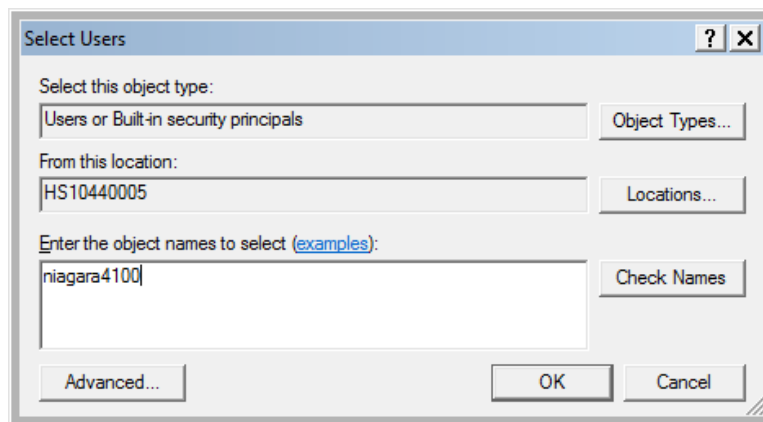 Select Users
? X
Select this object type:
Users or Built-in security principals
Object Types...
From this location:
HS10440005
Locations...
Enter the object names to select (examples):
niagara4100
Check Names
Advanced...
OK
Cancel